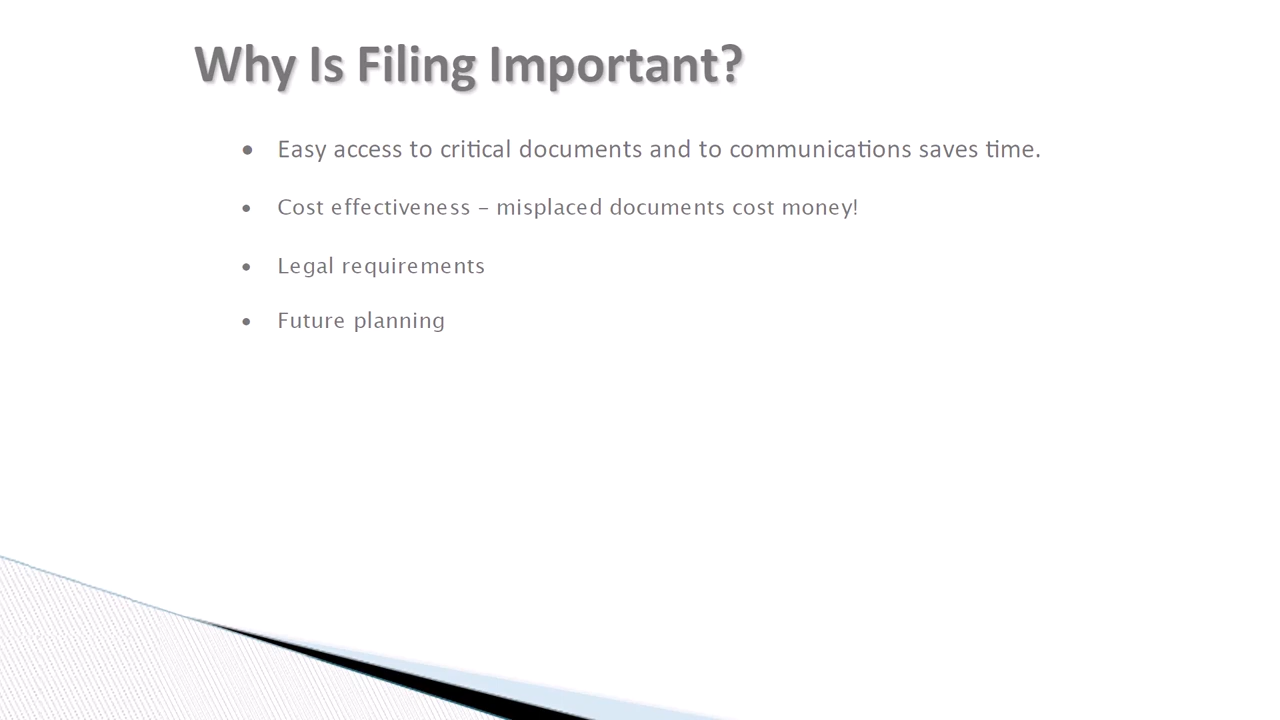 Why Is Filing Important?
• Easy access to critical documents and to communications saves time.
• Cost effectiveness – misplaced documents cost money!
• Legal requirements
• Future planning